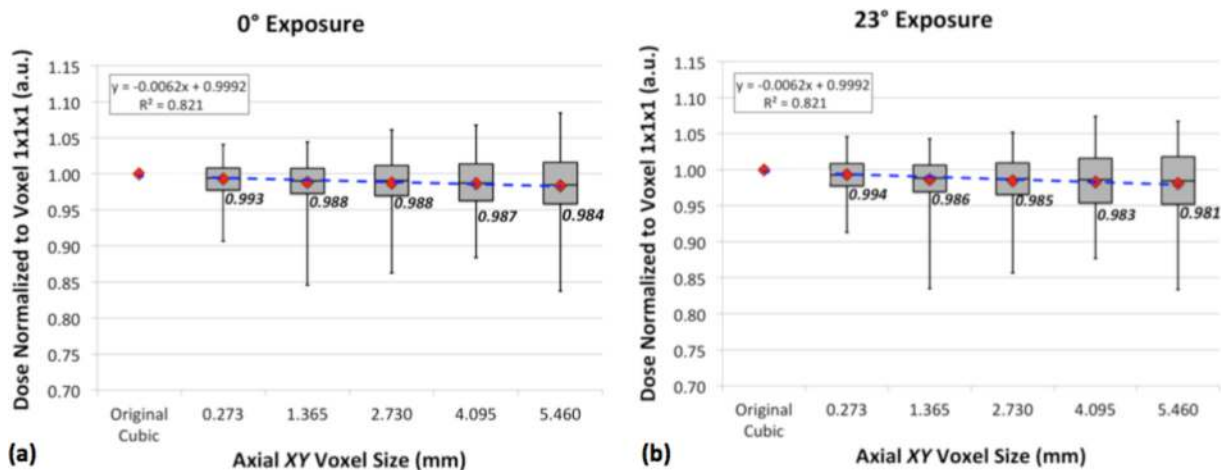 0° Exposure
Dose Normalized to Voxel 1x1x1 (a.u.)
1.15
1.10
1.05
1.00
0.95
0.90
0.85
0.80
0.75
0.70
y = -0.0062x + 0.9992
R² = 0.821
0.993
0.988
0.988
0.987
0.984
Original
Cubic
0.273
1.365
2.730
4.095
5.460
(a)
Axial XY Voxel Size (mm)
23° Exposure
Dose Normalized to Voxel 1x1x1 (a.u.)
1.15
1.10
1.05
1.00
0.95
0.90
0.85
0.80
0.75
0.70
y = -0.0062x + 0.9992
R² = 0.821
0.994
0.986
0.985
0.983
0.981
Original
Cubic
0.273
1.365
2.730
4.095
5.460
(b)
Axial XY Voxel Size (mm)